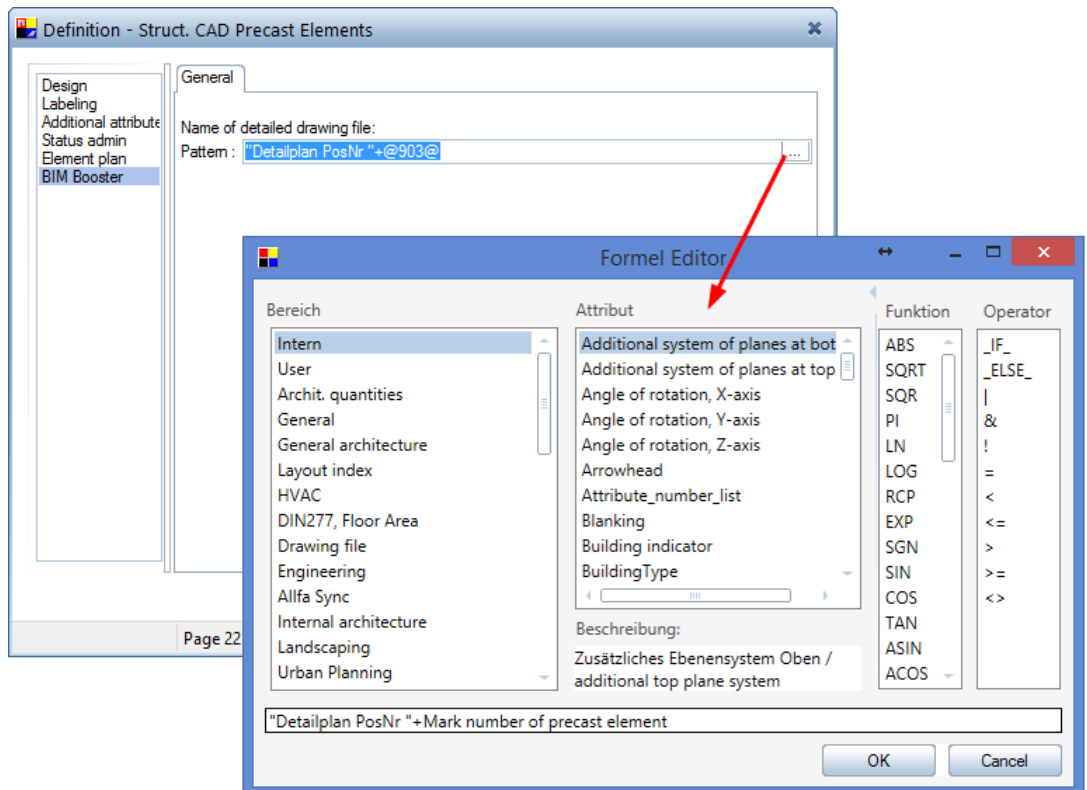 Definition - Struct. CAD Precast Elements
Design
Labeling
Additional attribute
Status admin
Element plan
BIM Booster
General
Name of detailed drawing file:
Pattern : "Detailplan PosNr "+@903@
...
Page 22
Formel Editor
Bereich
Intern
User
Archit. quantities
General
General architecture
Layout index
HVAC
DIN277, Floor Area
Drawing file
Engineering
Allfa Sync
Internal architecture
Landscaping
Urban Planning
Attribut
Additional system of planes at bot
Additional system of planes at top
Angle of rotation, X-axis
Angle of rotation, Y-axis
Angle of rotation, Z-axis
Arrowhead
Attribute_number_list
Blanking
Building indicator
BuildingType
Beschreibung:
Zusätzliches Ebenensystem Oben /
additional top plane system
Funktion
ABS
SQRT
SQR
PI
LN
LOG
RCP
EXP
SGN
SIN
COS
TAN
ASIN
ACOS
Operator
_IF_
_ELSE_
|
&
!
=
<
<=
>
>=
<>
"Detailplan PosNr "+Mark number of precast element
OK
Cancel